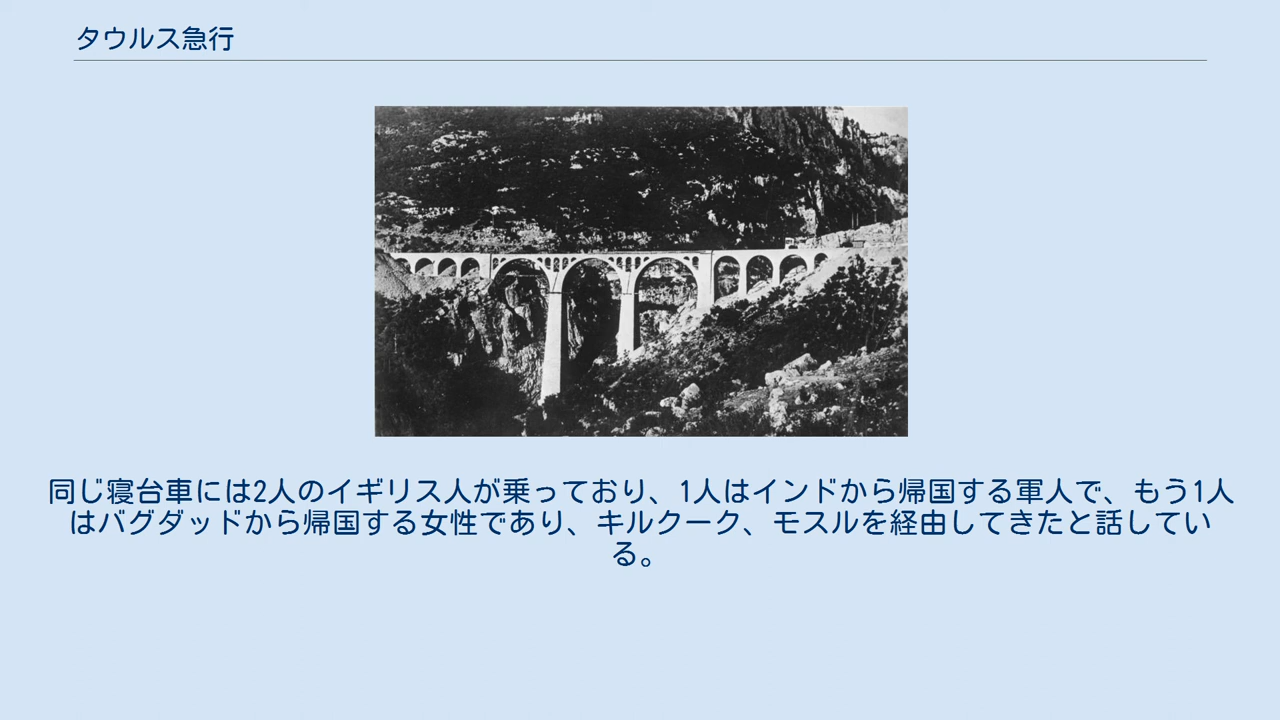 タウルス急行
同じ寝台車には2人のイギリス人が乗っており、1人はインドから帰国する軍人で、もう1人
はバグダッドから帰国する女性であり、キルクーク、モスルを経由してきたと話してい
る。